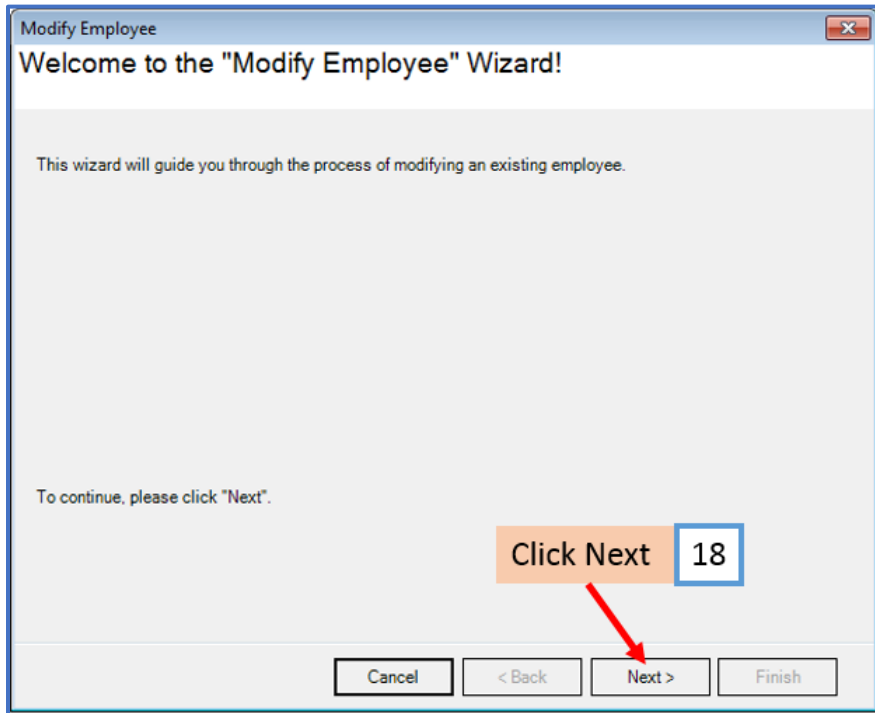 Modify Employee
Welcome to the "Modify Employee" Wizard!
This wizard will guide you through the process of modifying an existing employee.
To continue, please click "Next".
Click Next 18
Cancel < Back Next > Finish